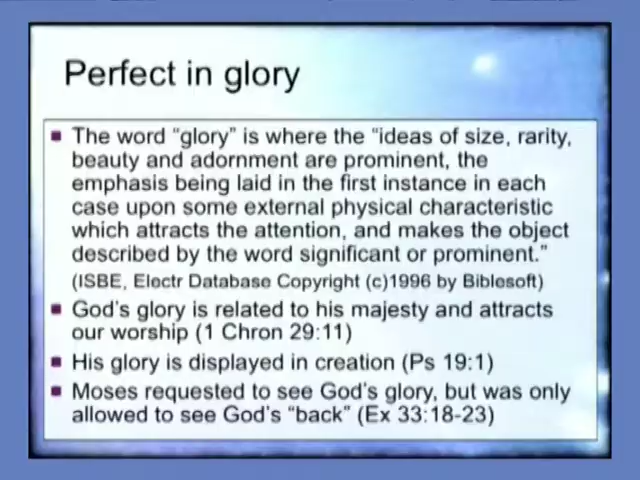 Perfect in glory
The word “glory” is where the “ideas of size, rarity,
beauty and adornment are prominent, the
emphasis being laid in the first instance in each
case upon some external physical characteristic
which attracts the attention, and makes the object
described by the word significant or prominent.”
(ISBE, Electr Database Copyright (c)1996 by Biblesoft)
God’s glory is related to his majesty and attracts
our worship (1 Chron 29:11)
His glory is displayed in creation (Ps 19:1)
Moses requested to see God’s glory, but was only
allowed to see God’s “back” (Ex 33:18-23)